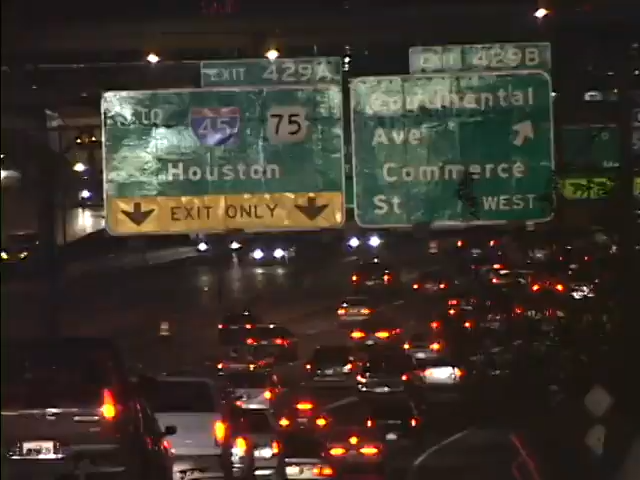 EXIT 429A
to 45 75
Houston
EXIT ONLY
EXIT 429B
Continental
Ave
Commerce
St WEST